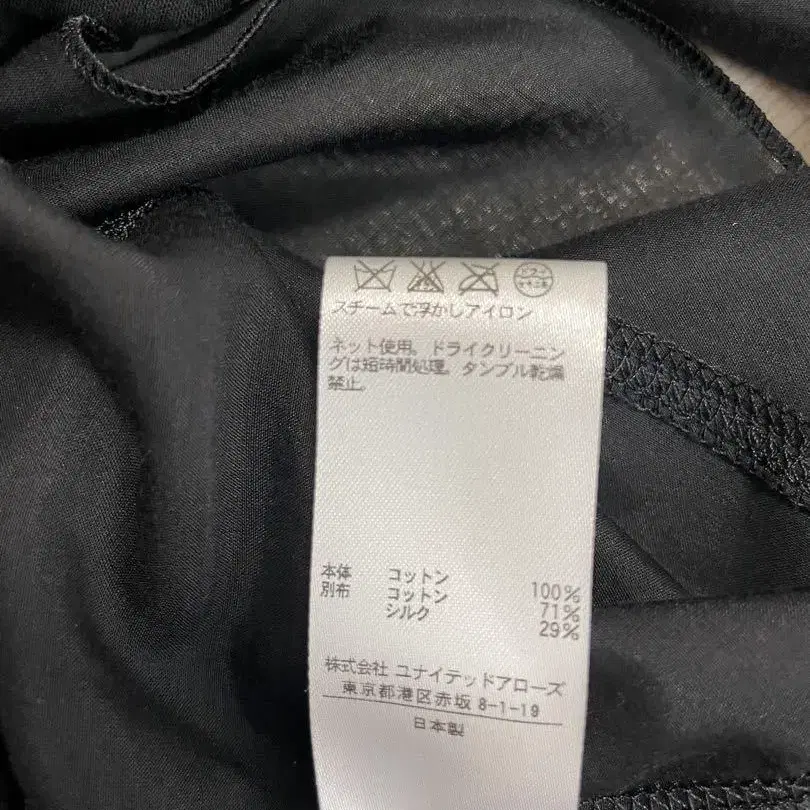 スチームで浮かしアイロン
ネット使用。ドライクリーニン
グは短時間処理。タンブル乾燥
禁止。
本体 コットン 100%
別布 コットン 71%
シルク 29%
株式会社 ユナイテッドアローズ
東京都港区赤坂 8-1-19
日本製